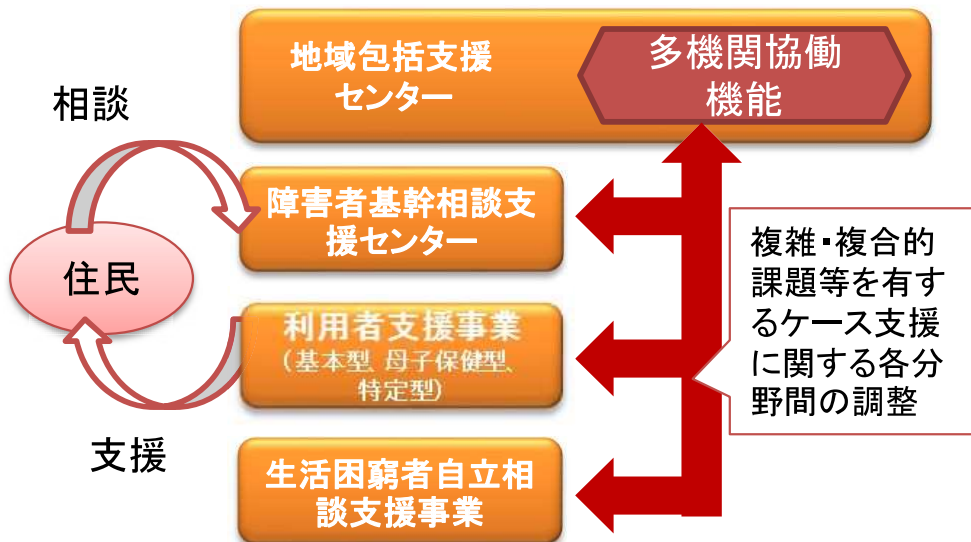 地域包括支援
センター
多機関協働
機能
相談
障害者基幹相談支
援センター
住民
複雑・複合的
課題等を有す
るケース支援
に関する各分
野間の調整
利用者支援事業
(基本型、母子保健型、
特定型)
支援
生活困窮者自立相
談支援事業